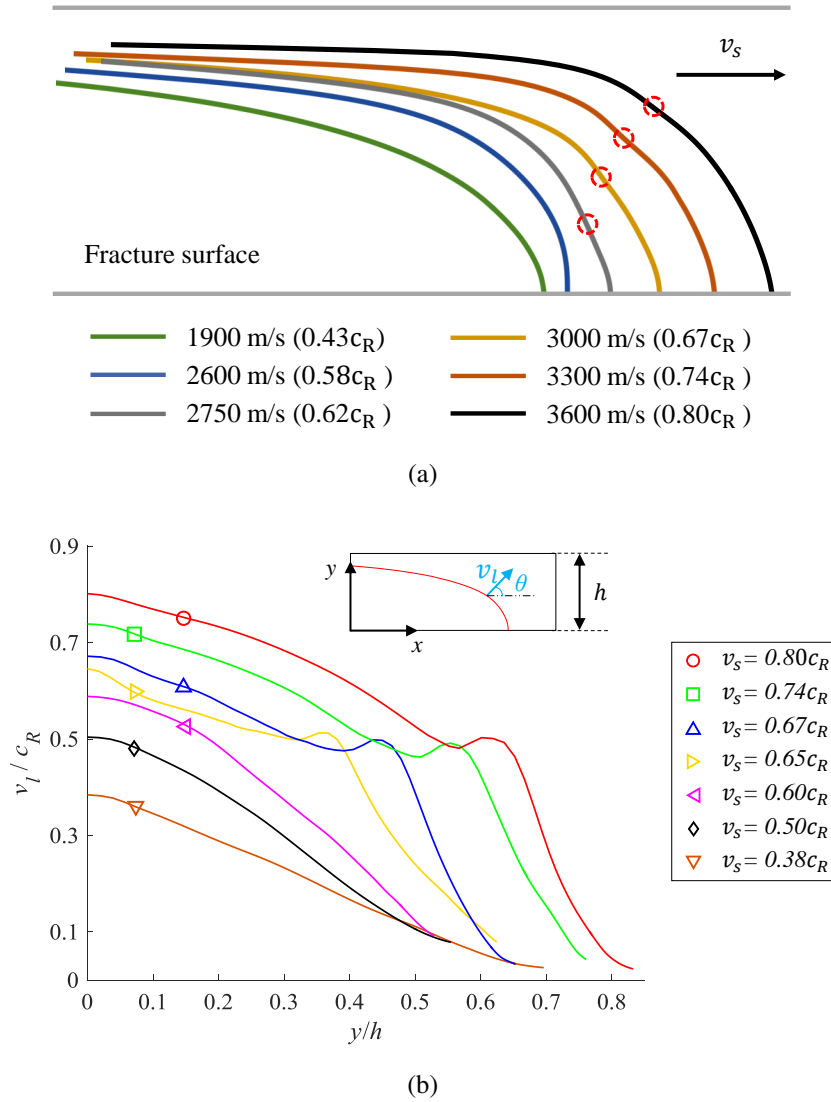 v_s
Fracture surface
1900 m/s (0.43c_R)
3000 m/s (0.67c_R )
2600 m/s (0.58c_R )
3300 m/s (0.74c_R )
2750 m/s (0.62c_R )
3600 m/s (0.80c_R )
(a)
0.9
0.7
0.5
0.3
0.1
0
v_l / c_R
y
v_l
θ
x
h
v_s = 0.80c_R
v_s = 0.74c_R
v_s = 0.67c_R
v_s = 0.65c_R
v_s = 0.60c_R
v_s = 0.50c_R
v_s = 0.38c_R
0 0.1 0.2 0.3 0.4 0.5 0.6 0.7 0.8
y/h
(b)